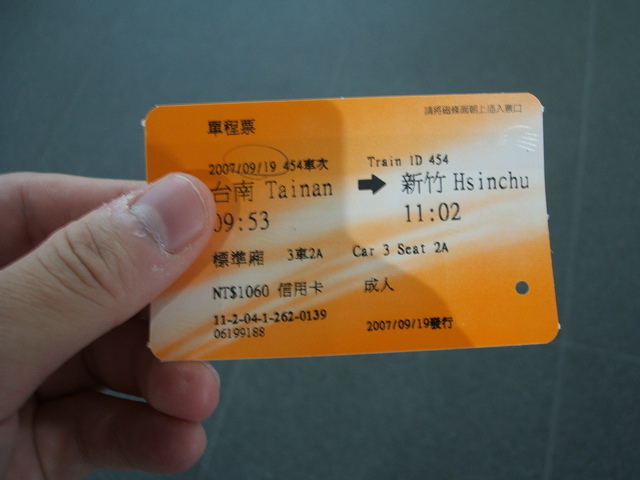 請將磁條面朝上插入票口
單程票
2007/09/19 454車次 Train ID 454
台南 Tainan → 新竹 Hsinchu
09:53 11:02
標準廂 3車2A Car 3 Seat 2A
NT$1060 信用卡 成人
11-2-04-1-262-0139
06199188 2007/09/19發行